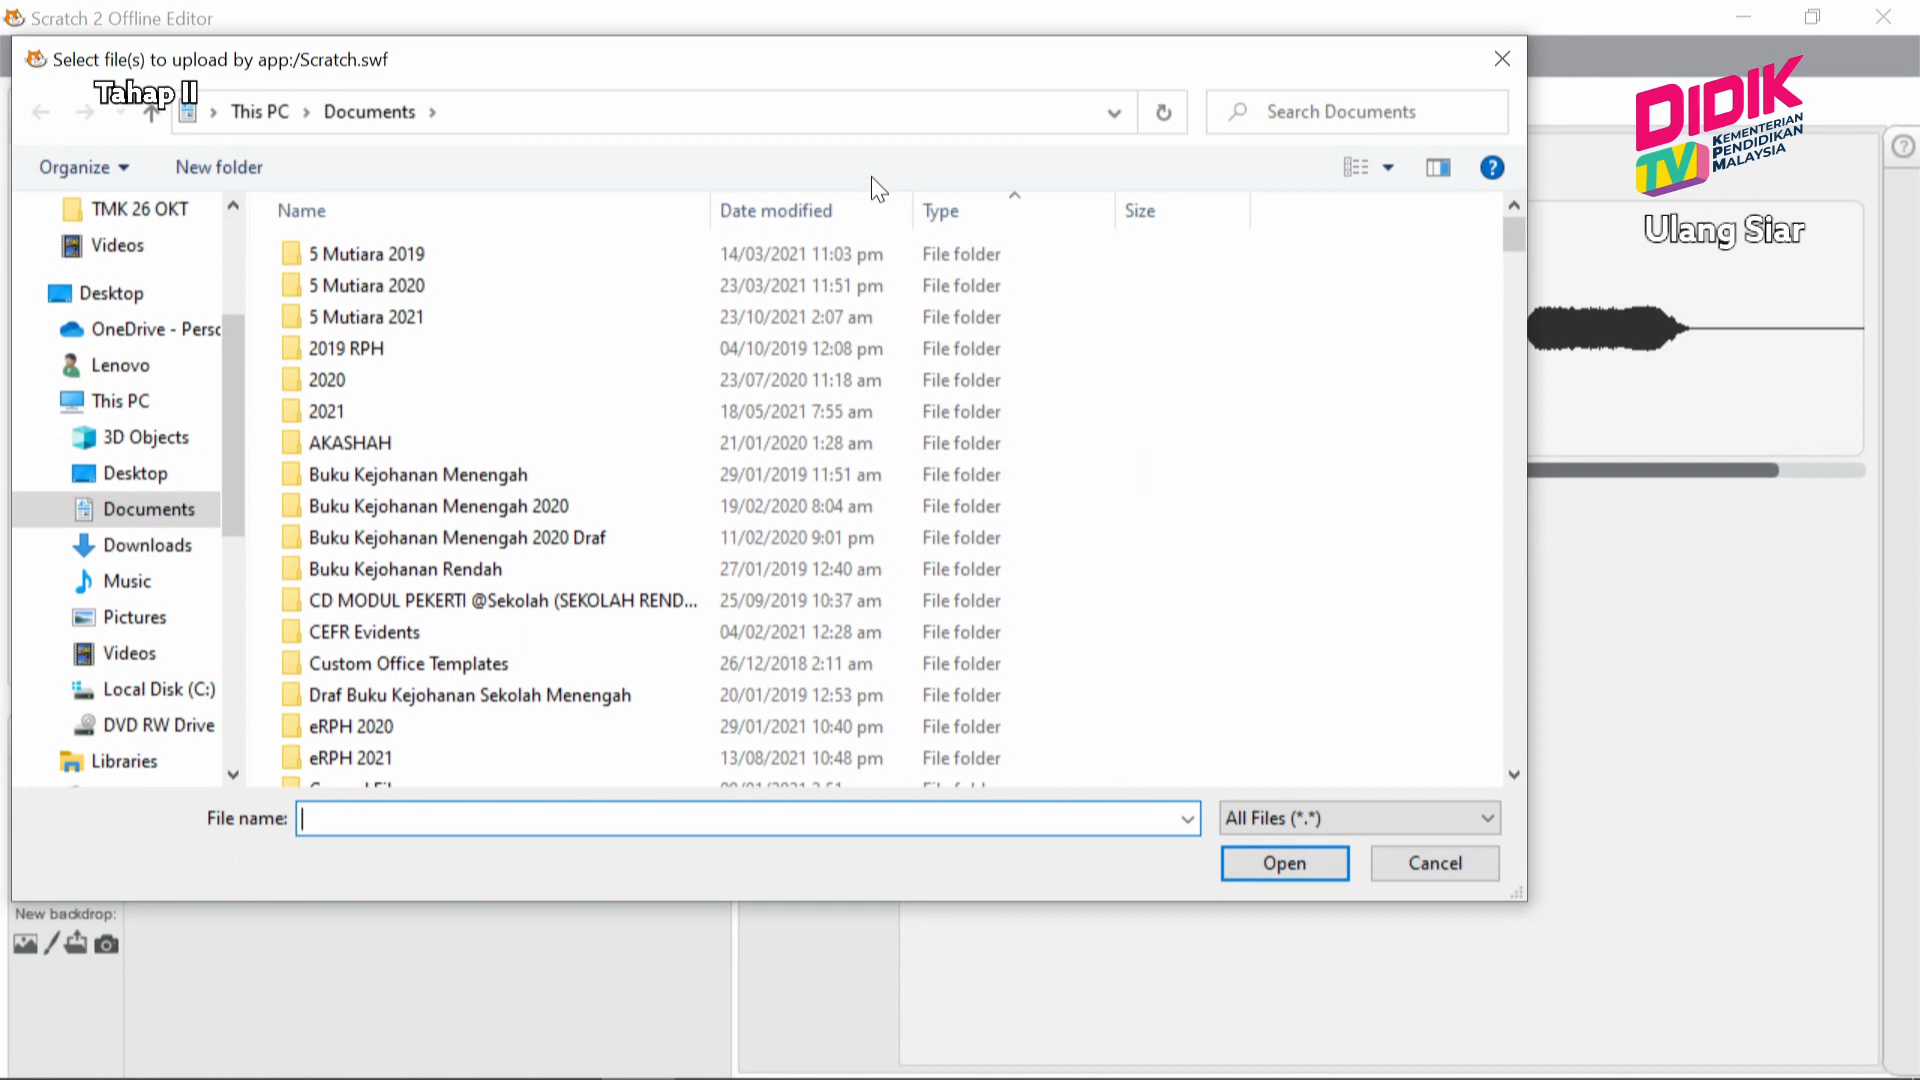 Scratch 2 Offline Editor
Select file(s) to upload by app:/Scratch.swf
Tahap II
This PC > Documents >
Search Documents
Organize
New folder
TMK 26 OKT
Videos
Desktop
OneDrive - Perso
Lenovo
This PC
3D Objects
Desktop
Documents
Downloads
Music
Pictures
Videos
Local Disk (C:)
DVD RW Drive
Libraries
Name Date modified Type Size
5 Mutiara 2019 14/03/2021 11:03 pm File folder
5 Mutiara 2020 23/03/2021 11:51 pm File folder
5 Mutiara 2021 23/10/2021 2:07 am File folder
2019 RPH 04/10/2019 12:08 pm File folder
2020 23/07/2020 11:18 am File folder
2021 18/05/2021 7:55 am File folder
AKASHAH 21/01/2020 1:28 am File folder
Buku Kejohanan Menengah 29/01/2019 11:51 am File folder
Buku Kejohanan Menengah 2020 19/02/2020 8:04 am File folder
Buku Kejohanan Menengah 2020 Draf 11/02/2020 9:01 pm File folder
Buku Kejohanan Rendah 27/01/2019 12:40 am File folder
CD MODUL PEKERTI @Sekolah (SEKOLAH REND... 25/09/2019 10:37 am File folder
CEFR Evidents 04/02/2021 12:28 am File folder
Custom Office Templates 26/12/2018 2:11 am File folder
Draf Buku Kejohanan Sekolah Menengah 20/01/2019 12:53 pm File folder
eRPH 2020 29/01/2021 10:40 pm File folder
eRPH 2021 13/08/2021 10:48 pm File folder
File name:
All Files (*.*)
Open
Cancel
New backdrop:
DIDIK
TV
KEMENTERIAN
PENDIDIKAN
MALAYSIA
Ulang Siar